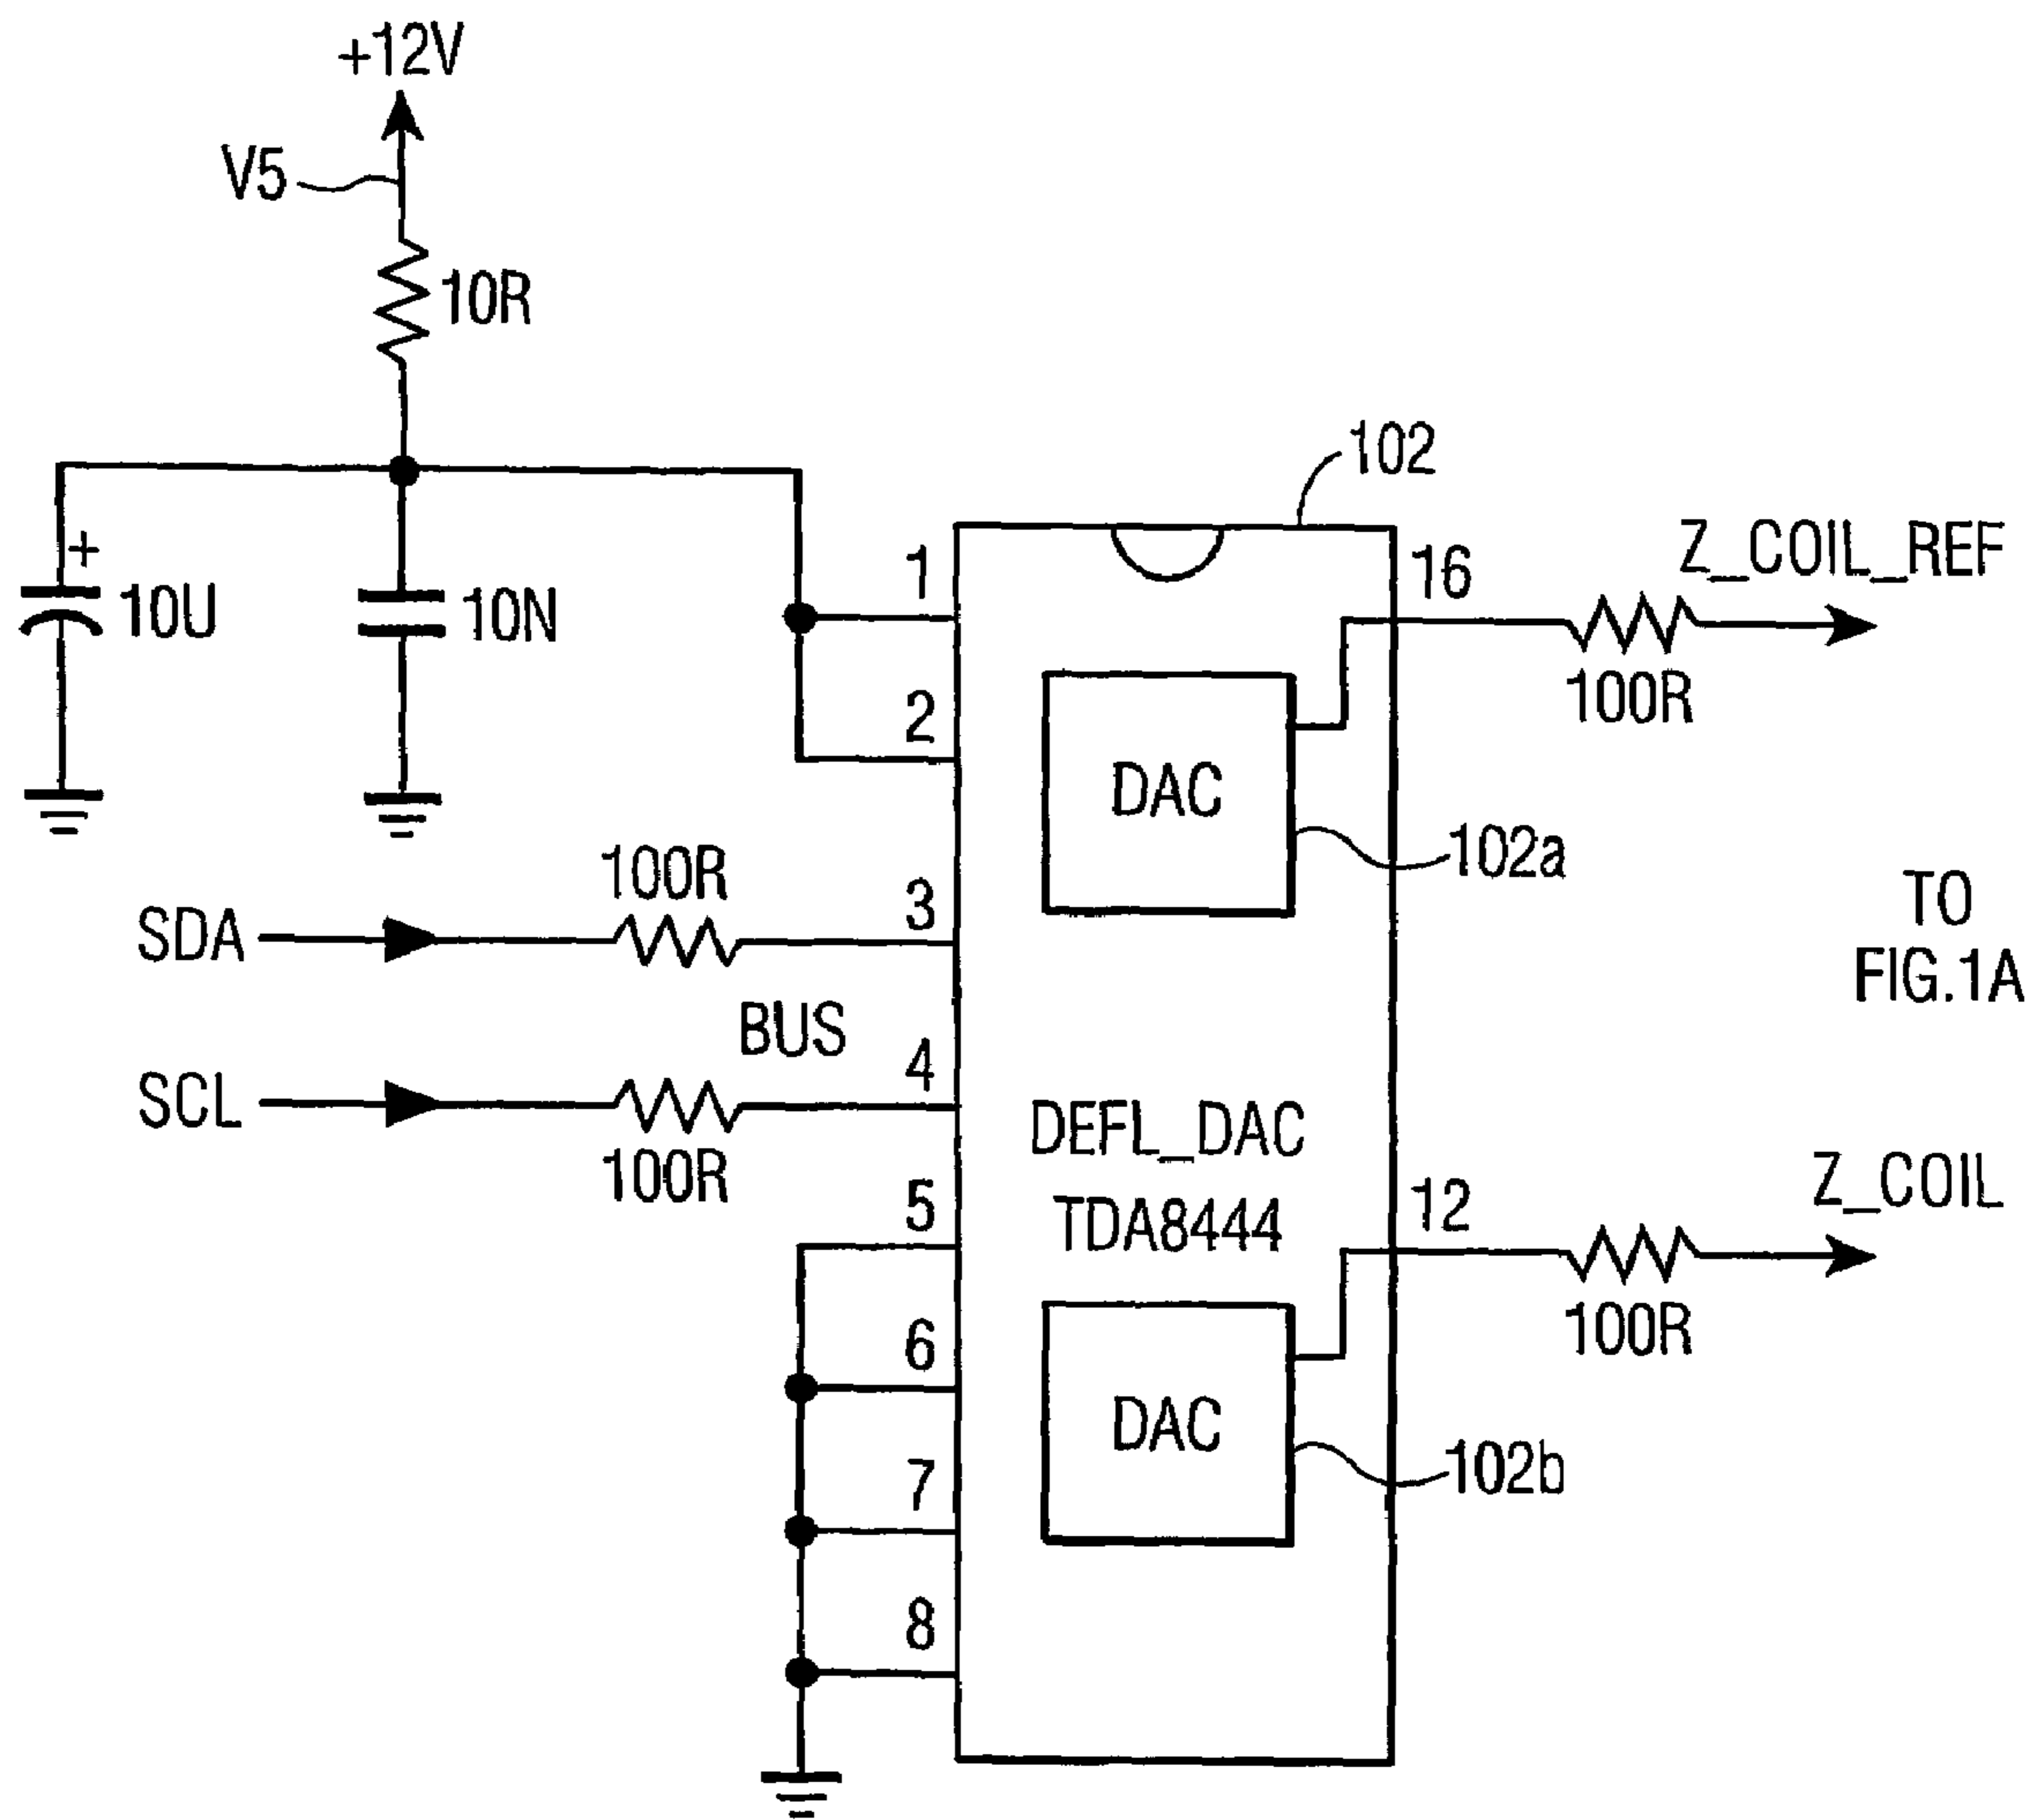 +12V
V5
10R
102
+
10U
10N
1
16
Z_COIL_REF
100R
2
DAC
102a
100R
3
SDA
TO
FIG.1A
BUS
4
SCL
100R
DEFL_DAC
TDA8444
5
12
Z_COIL
100R
6
DAC
102b
7
8